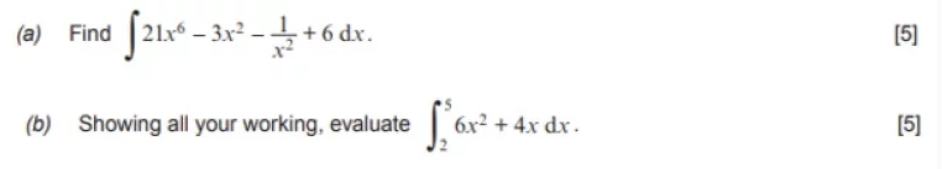 (a) Find ∫ 21x⁶ – 3x² – 1/x² + 6 dx. [5]
(b) Showing all your working, evaluate ∫₂⁵ 6x² + 4x dx. [5]